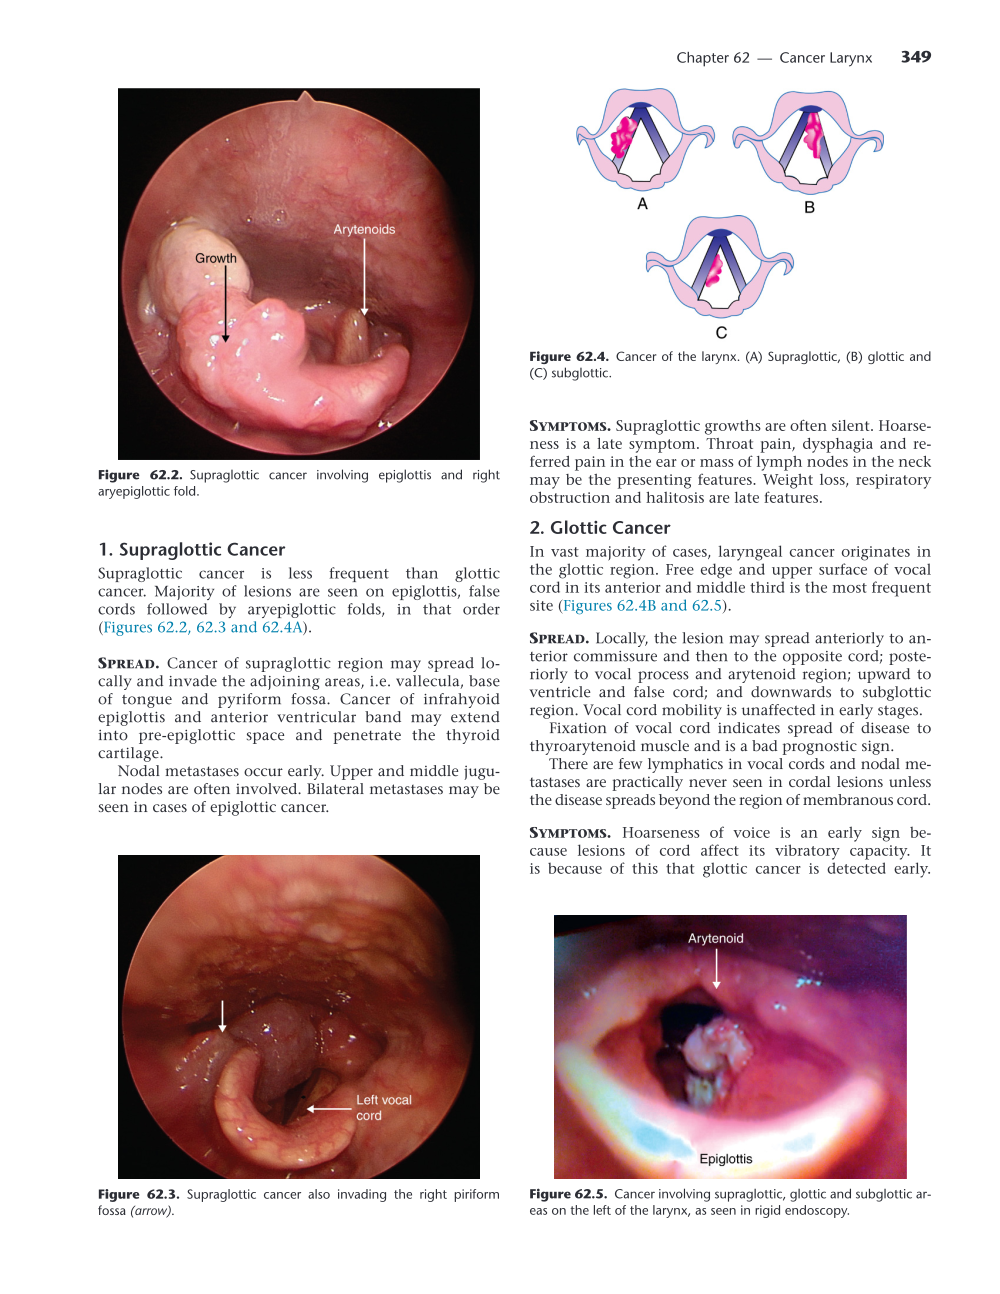 Chapter 62 — Cancer Larynx 349
Growth
Arytenoids
Figure 62.2. Supraglottic cancer involving epiglottis and right
aryepiglottic fold.
1. Supraglottic Cancer
Supraglottic cancer is less frequent than glottic
cancer. Majority of lesions are seen on epiglottis, false
cords followed by aryepiglottic folds, in that order
(Figures 62.2, 62.3 and 62.4A).
SPREAD. Cancer of supraglottic region may spread lo-
cally and invade the adjoining areas, i.e. vallecula, base
of tongue and pyriform fossa. Cancer of infrahyoid
epiglottis and anterior ventricular band may extend
into pre-epiglottic space and penetrate the thyroid
cartilage.
Nodal metastases occur early. Upper and middle jugu-
lar nodes are often involved. Bilateral metastases may be
seen in cases of epiglottic cancer.
Left vocal
cord
Figure 62.3. Supraglottic cancer also invading the right piriform
fossa (arrow).
A
B
C
Figure 62.4. Cancer of the larynx. (A) Supraglottic, (B) glottic and
(C) subglottic.
SYMPTOMS. Supraglottic growths are often silent. Hoarse-
ness is a late symptom. Throat pain, dysphagia and re-
ferred pain in the ear or mass of lymph nodes in the neck
may be the presenting features. Weight loss, respiratory
obstruction and halitosis are late features.
2. Glottic Cancer
In vast majority of cases, laryngeal cancer originates in
the glottic region. Free edge and upper surface of vocal
cord in its anterior and middle third is the most frequent
site (Figures 62.4B and 62.5).
SPREAD. Locally, the lesion may spread anteriorly to an-
terior commissure and then to the opposite cord; poste-
riorly to vocal process and arytenoid region; upward to
ventricle and false cord; and downwards to subglottic
region. Vocal cord mobility is unaffected in early stages.
Fixation of vocal cord indicates spread of disease to
thyroarytenoid muscle and is a bad prognostic sign.
There are few lymphatics in vocal cords and nodal me-
tastases are practically never seen in cordal lesions unless
the disease spreads beyond the region of membranous cord.
SYMPTOMS. Hoarseness of voice is an early sign be-
cause lesions of cord affect its vibratory capacity. It
is because of this that glottic cancer is detected early.
Arytenoid
Epiglottis
Figure 62.5. Cancer involving supraglottic, glottic and subglottic ar-
eas on the left of the larynx, as seen in rigid endoscopy.